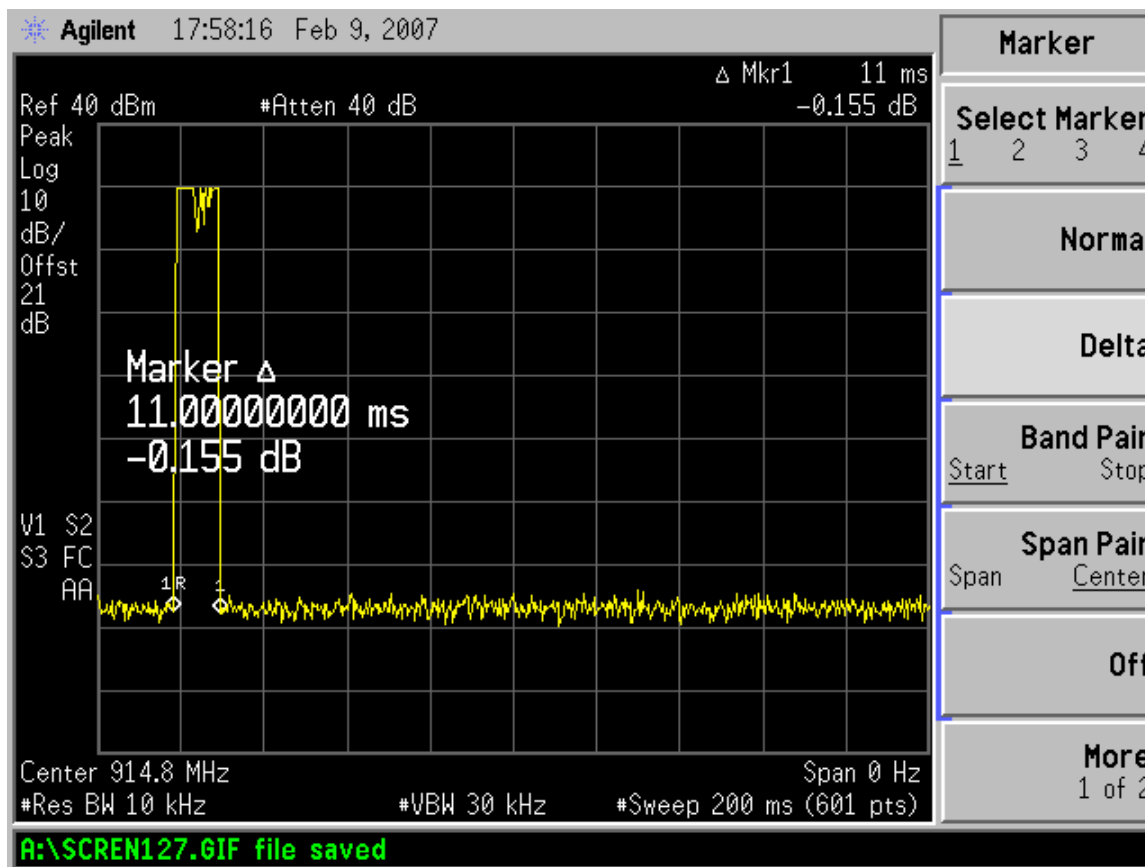 Agilent 17:58:16 Feb 9, 2007
Δ Mkr1 11 ms
Ref 40 dBm #Atten 40 dB -0.155 dB
Peak
Log
10
dB/
Offst
21
dB
Marker Δ
11.00000000 ms
-0.155 dB
V1 S2
S3 FC
AA
1R 1
Center 914.8 MHz Span 0 Hz
#Res BW 10 kHz #VBW 30 kHz #Sweep 200 ms (601 pts)
A:\SCREN127.GIF file saved
Marker
Select Marker
1 2 3 4
Norma
Delta
Band Pair
Start Stop
Span Pair
Span Center
Off
More
1 of 2